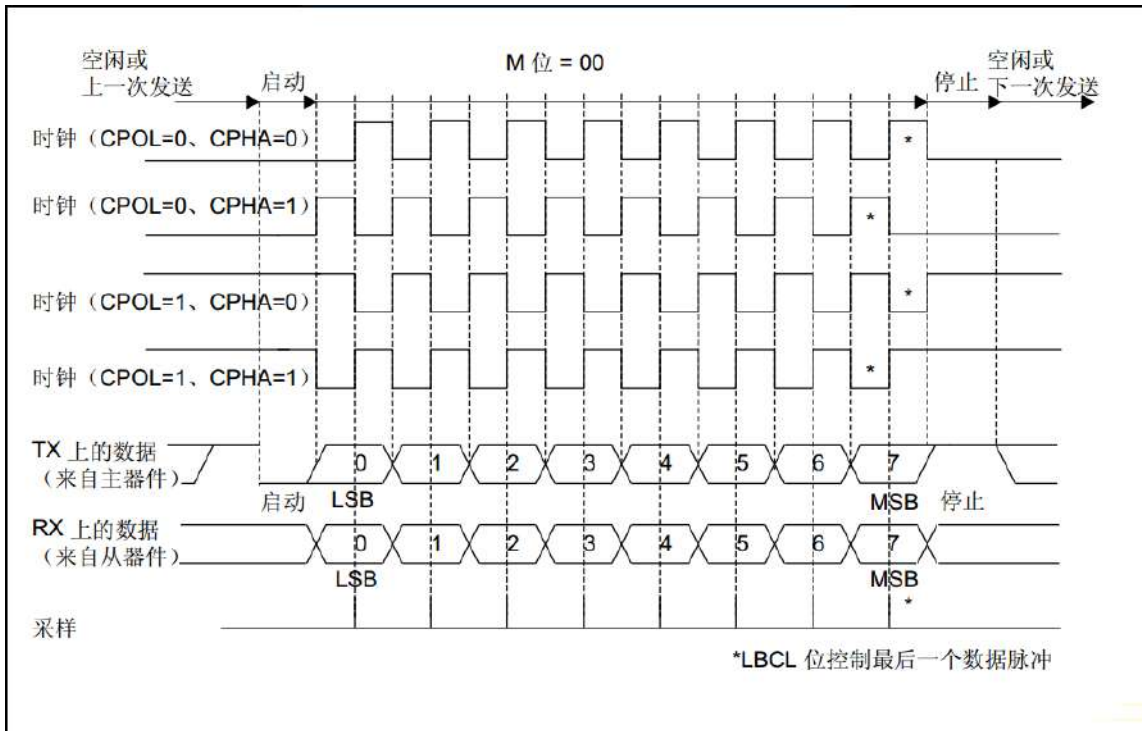 空闲或
上一次发送
启动
M 位 = 00
停止
空闲或
下一次发送
时钟（CPOL=0、CPHA=0）
*
时钟（CPOL=0、CPHA=1）
*
时钟（CPOL=1、CPHA=0）
*
时钟（CPOL=1、CPHA=1）
*
TX 上的数据
（来自主器件）
0 1 2 3 4 5 6 7
启动 LSB MSB 停止
RX 上的数据
（来自从器件）
0 1 2 3 4 5 6 7
LSB MSB
*
采样
*LBCL 位控制最后一个数据脉冲